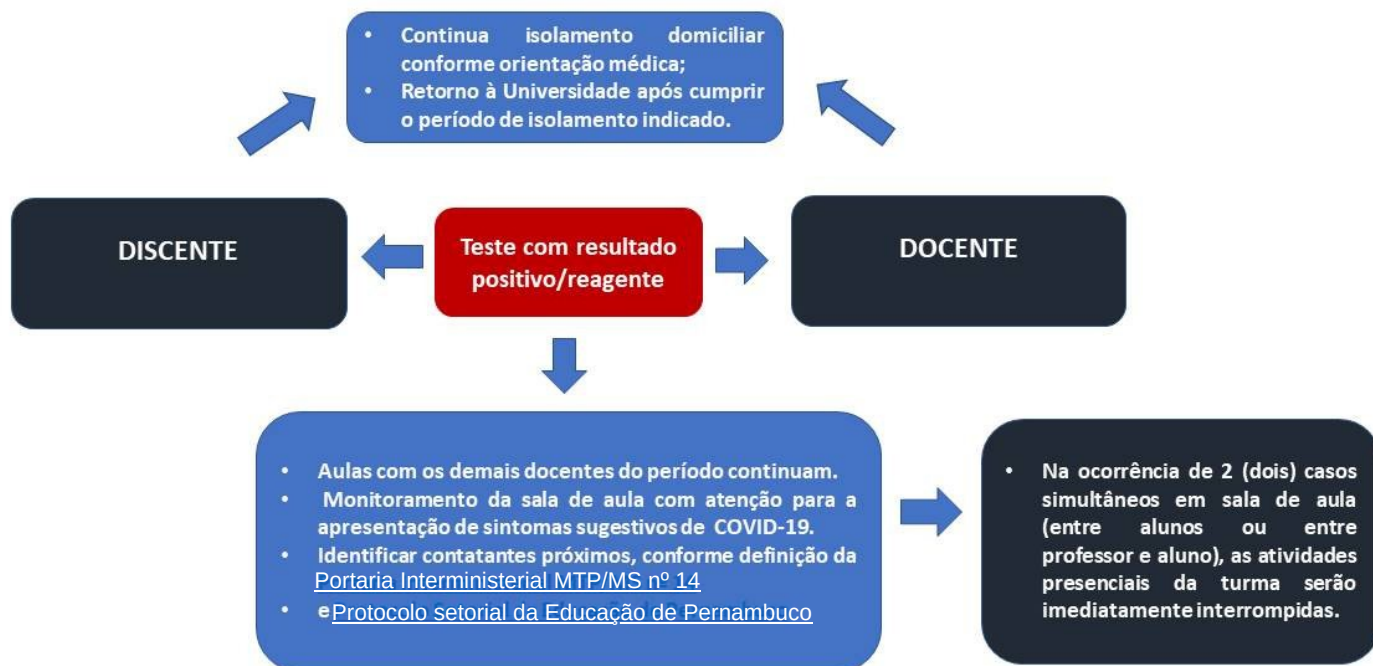 • Continua isolamento domiciliar
conforme orientação médica;
• Retorno à Universidade após cumprir
o período de isolamento indicado.
DISCENTE
Teste com resultado
positivo/reagente
DOCENTE
• Aulas com os demais docentes do período continuam.
• Monitoramento da sala de aula com atenção para a
apresentação de sintomas sugestivos de COVID-19.
• Identificar contatantes próximos, conforme definição da
Portaria Interministerial MTP/MS nº 14
• e Protocolo setorial da Educação de Pernambuco
• Na ocorrência de 2 (dois) casos
simultâneos em sala de aula
(entre alunos ou entre
professor e aluno), as atividades
presenciais da turma serão
imediatamente interrompidas.